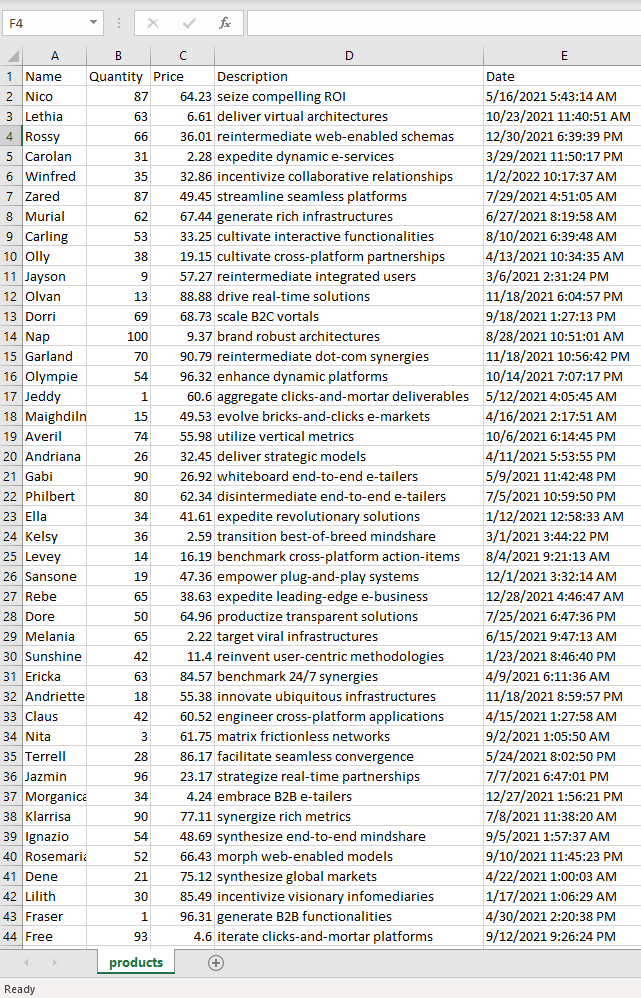 F4 fx
A B C D E
1 Name Quantity Price Description Date
2 Nico 87 64.23 seize compelling ROI 5/16/2021 5:43:14 AM
3 Lethia 63 6.61 deliver virtual architectures 10/23/2021 11:40:51 AM
4 Rossy 66 36.01 reintermediate web-enabled schemas 12/30/2021 6:39:39 PM
5 Carolan 31 2.28 expedite dynamic e-services 3/29/2021 11:50:17 PM
6 Winfred 35 32.86 incentivize collaborative relationships 1/2/2022 10:17:37 AM
7 Zared 87 49.45 streamline seamless platforms 7/29/2021 4:51:05 AM
8 Murial 62 67.44 generate rich infrastructures 6/27/2021 8:19:58 AM
9 Carling 53 33.25 cultivate interactive functionalities 8/10/2021 6:39:48 AM
10 Olly 38 19.15 cultivate cross-platform partnerships 4/13/2021 10:34:35 AM
11 Jayson 9 57.27 reintermediate integrated users 3/6/2021 2:31:24 PM
12 Olvan 13 88.88 drive real-time solutions 11/18/2021 6:04:57 PM
13 Dorri 69 68.73 scale B2C vortals 9/18/2021 1:27:13 PM
14 Nap 100 9.37 brand robust architectures 8/28/2021 10:51:01 AM
15 Garland 70 90.79 reintermediate dot-com synergies 11/18/2021 10:56:42 PM
16 Olympie 54 96.32 enhance dynamic platforms 10/14/2021 7:07:17 PM
17 Jeddy 1 60.6 aggregate clicks-and-mortar deliverables 5/12/2021 4:05:45 AM
18 Maighdiln 15 49.53 evolve bricks-and-clicks e-markets 4/16/2021 2:17:51 AM
19 Averil 74 55.98 utilize vertical metrics 10/6/2021 6:14:45 PM
20 Andriana 26 32.45 deliver strategic models 4/11/2021 5:53:55 PM
21 Gabi 90 26.92 whiteboard end-to-end e-tailers 5/9/2021 11:42:48 PM
22 Philbert 80 62.34 disintermediate end-to-end e-tailers 7/5/2021 10:59:50 PM
23 Ella 34 41.61 expedite revolutionary solutions 1/12/2021 12:58:33 AM
24 Kelsy 36 2.59 transition best-of-breed mindshare 3/1/2021 3:44:22 PM
25 Levey 14 16.19 benchmark cross-platform action-items 8/4/2021 9:21:13 AM
26 Sansone 19 47.36 empower plug-and-play systems 12/1/2021 3:32:14 AM
27 Rebe 65 38.63 expedite leading-edge e-business 12/28/2021 4:46:47 AM
28 Dore 50 64.96 productize transparent solutions 7/25/2021 6:47:36 PM
29 Melania 65 2.22 target viral infrastructures 6/15/2021 9:47:13 AM
30 Sunshine 42 11.4 reinvent user-centric methodologies 1/23/2021 8:46:40 PM
31 Ericka 63 84.57 benchmark 24/7 synergies 4/9/2021 6:11:36 AM
32 Andriette 18 55.38 innovate ubiquitous infrastructures 11/18/2021 8:59:57 PM
33 Claus 42 60.52 engineer cross-platform applications 4/15/2021 1:27:58 AM
34 Nita 3 61.75 matrix frictionless networks 9/2/2021 1:05:50 AM
35 Terrell 28 86.17 facilitate seamless convergence 5/24/2021 8:02:50 PM
36 Jazmin 96 23.17 strategize real-time partnerships 7/7/2021 6:47:01 PM
37 Morganica 34 4.24 embrace B2B e-tailers 12/27/2021 1:56:21 PM
38 Klarrisa 90 77.11 synergize rich metrics 7/8/2021 11:38:20 AM
39 Ignazio 54 48.69 synthesize end-to-end mindshare 9/5/2021 1:57:37 AM
40 Rosemaria 52 66.43 morph web-enabled models 9/10/2021 11:45:23 PM
41 Dene 21 75.12 synthesize global markets 4/22/2021 1:00:03 AM
42 Lilith 30 85.49 incentivize visionary infomediaries 1/17/2021 1:06:29 AM
43 Fraser 1 96.31 generate B2B functionalities 4/30/2021 2:20:38 PM
44 Free 93 4.6 iterate clicks-and-mortar platforms 9/12/2021 9:26:24 PM
products
Ready